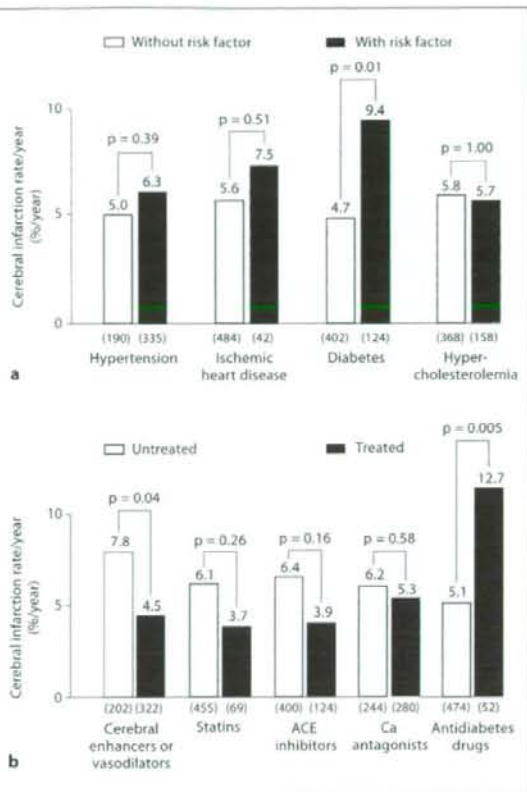 Without risk factor With risk factor
p = 0.01
10
9.4
p = 0.39 p = 0.51 p = 1.00
7.5
6.3
5.0 5.6 4.7 5.8 5.7
5
0
Cerebral infarction rate/year
(%/year)
(190) (335) (484) (42) (402) (124) (368) (158)
Hypertension Ischemic Diabetes Hyper-
heart disease cholesterolemia
a
p = 0.005
Untreated Treated
12.7
p = 0.04
10
7.8 p = 0.26 p = 0.16 p = 0.58
6.1 6.4 6.2
4.5 3.7 3.9 5.3 5.1
5
0
Cerebral infarction rate/year
(%/year)
(202) (322) (455) (69) (400) (124) (244) (280) (474) (52)
Cerebral Statins ACE Ca Antidiabetes
enhancers or inhibitors antagonists drugs
vasodilators
b